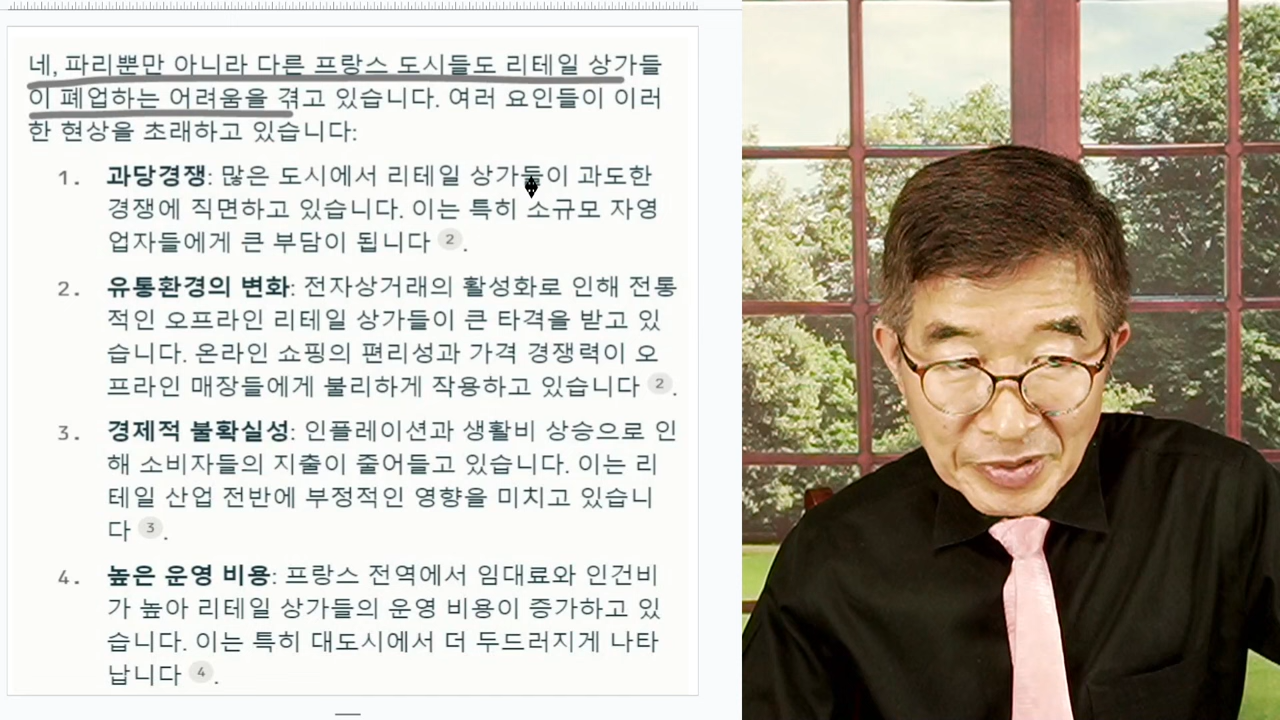 네, 파리뿐만 아니라 다른 프랑스 도시들도 리테일 상가들
이 폐업하는 어려움을 겪고 있습니다. 여러 요인들이 이러
한 현상을 초래하고 있습니다:
1. 과당경쟁: 많은 도시에서 리테일 상가들이 과도한
경쟁에 직면하고 있습니다. 이는 특히 소규모 자영
업자들에게 큰 부담이 됩니다 2.
2. 유통환경의 변화: 전자상거래의 활성화로 인해 전통
적인 오프라인 리테일 상가들이 큰 타격을 받고 있
습니다. 온라인 쇼핑의 편리성과 가격 경쟁력이 오
프라인 매장들에게 불리하게 작용하고 있습니다 2.
3. 경제적 불확실성: 인플레이션과 생활비 상승으로 인
해 소비자들의 지출이 줄어들고 있습니다. 이는 리
테일 산업 전반에 부정적인 영향을 미치고 있습니
다 3.
4. 높은 운영 비용: 프랑스 전역에서 임대료와 인건비
가 높아 리테일 상가들의 운영 비용이 증가하고 있
습니다. 이는 특히 대도시에서 더 두드러지게 나타
납니다 4.